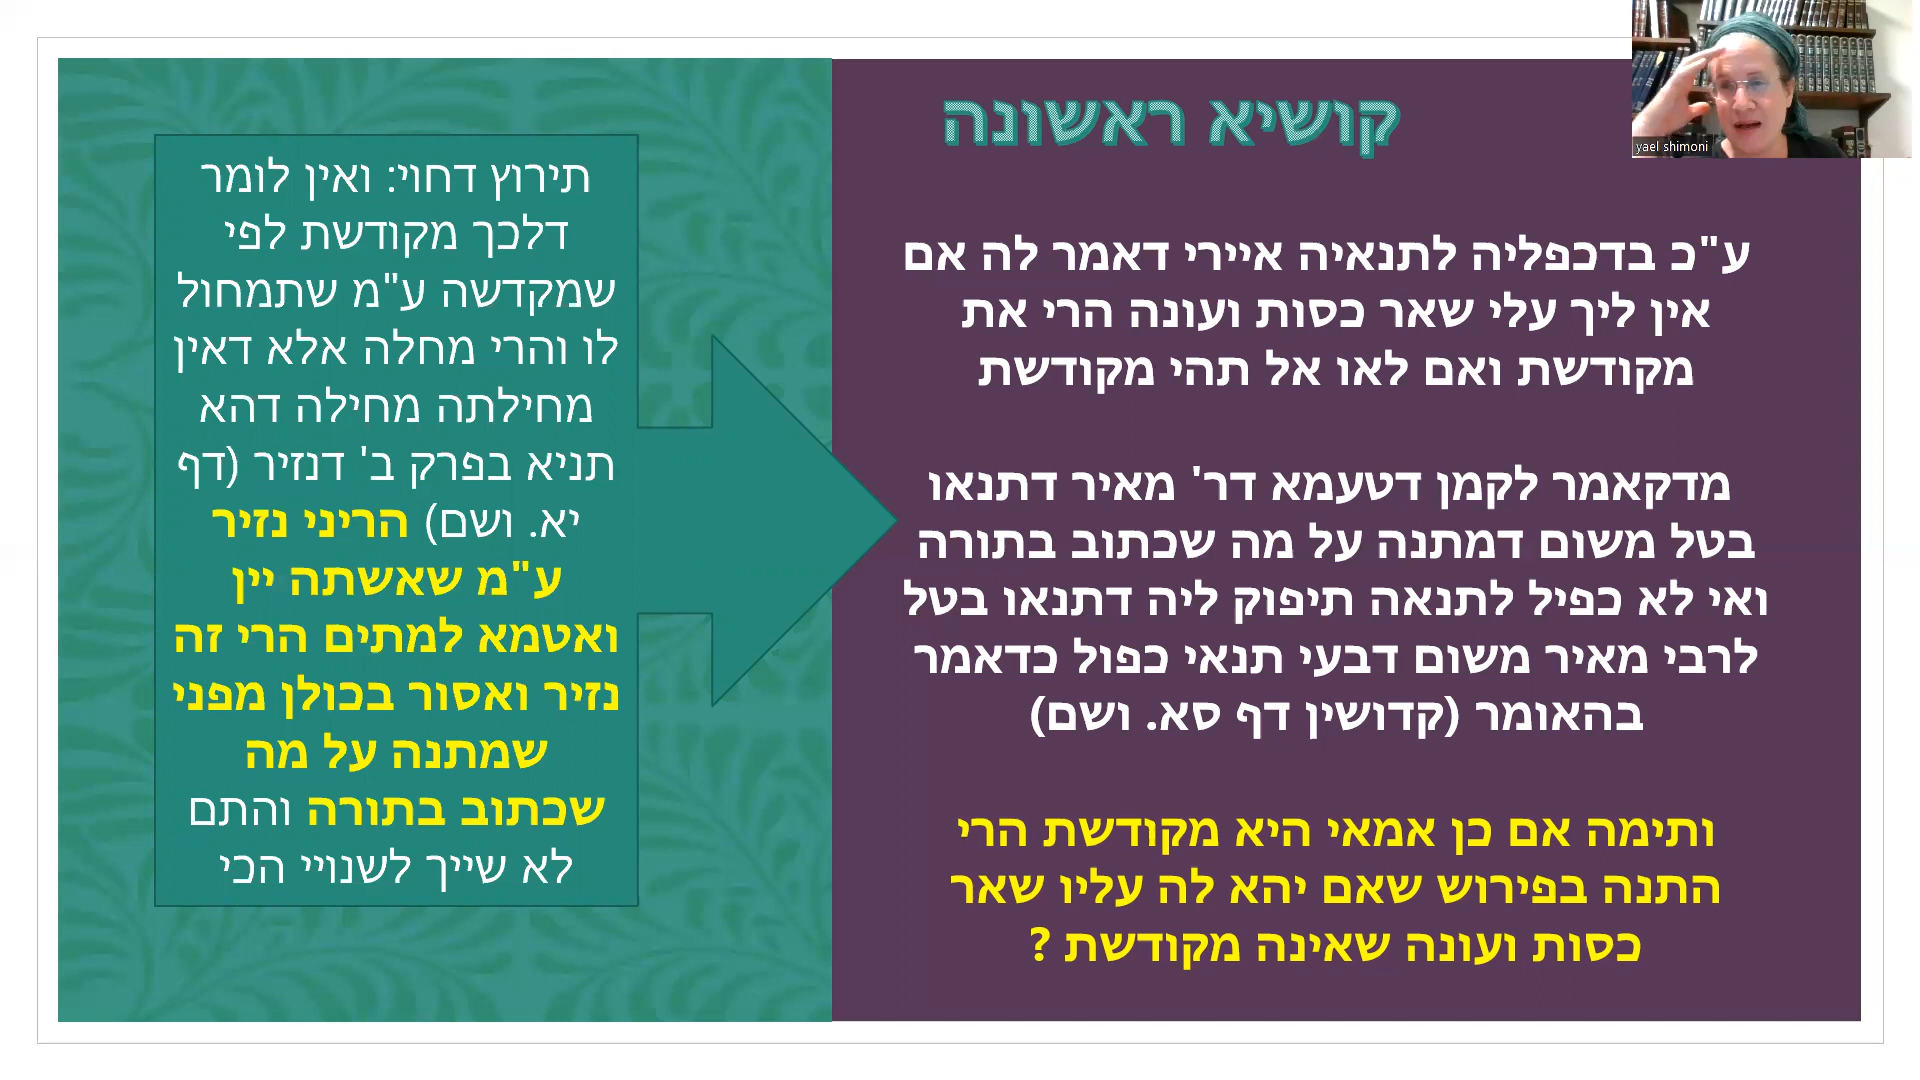 קושיא ראשונה
ע"כ בדכפליה לתנאיה איירי דאמר לה אם
אין ליך עלי שאר כסות ועונה הרי את
מקודשת ואם לאו אל תהי מקודשת
מדקאמר לקמן דטעמא דר' מאיר דתנאו
בטל משום דמתנה על מה שכתוב בתורה
ואי לא כפיל לתנאה תיפוק ליה דתנאו בטל
לרבי מאיר משום דבעי תנאי כפול כדאמר
בהאומר (קדושין דף סא. ושם)
ותימה אם כן אמאי היא מקודשת הרי
התנה בפירוש שאם יהא לה עליו שאר
כסות ועונה שאינה מקודשת ?
תירוץ דחוי: ואין לומר
דלכך מקודשת לפי
שמקדשה ע"מ שתמחול
לו והרי מחלה אלא דאין
מחילתה מחילה דהא
תניא בפרק ב' דנזיר (דף
יא. ושם) הריני נזיר
ע"מ שאשתה יין
ואטמא למתים הרי זה
נזיר ואסור בכולן מפני
שמתנה על מה
שכתוב בתורה והתם
לא שייך לשנויי הכי
yael shimoni